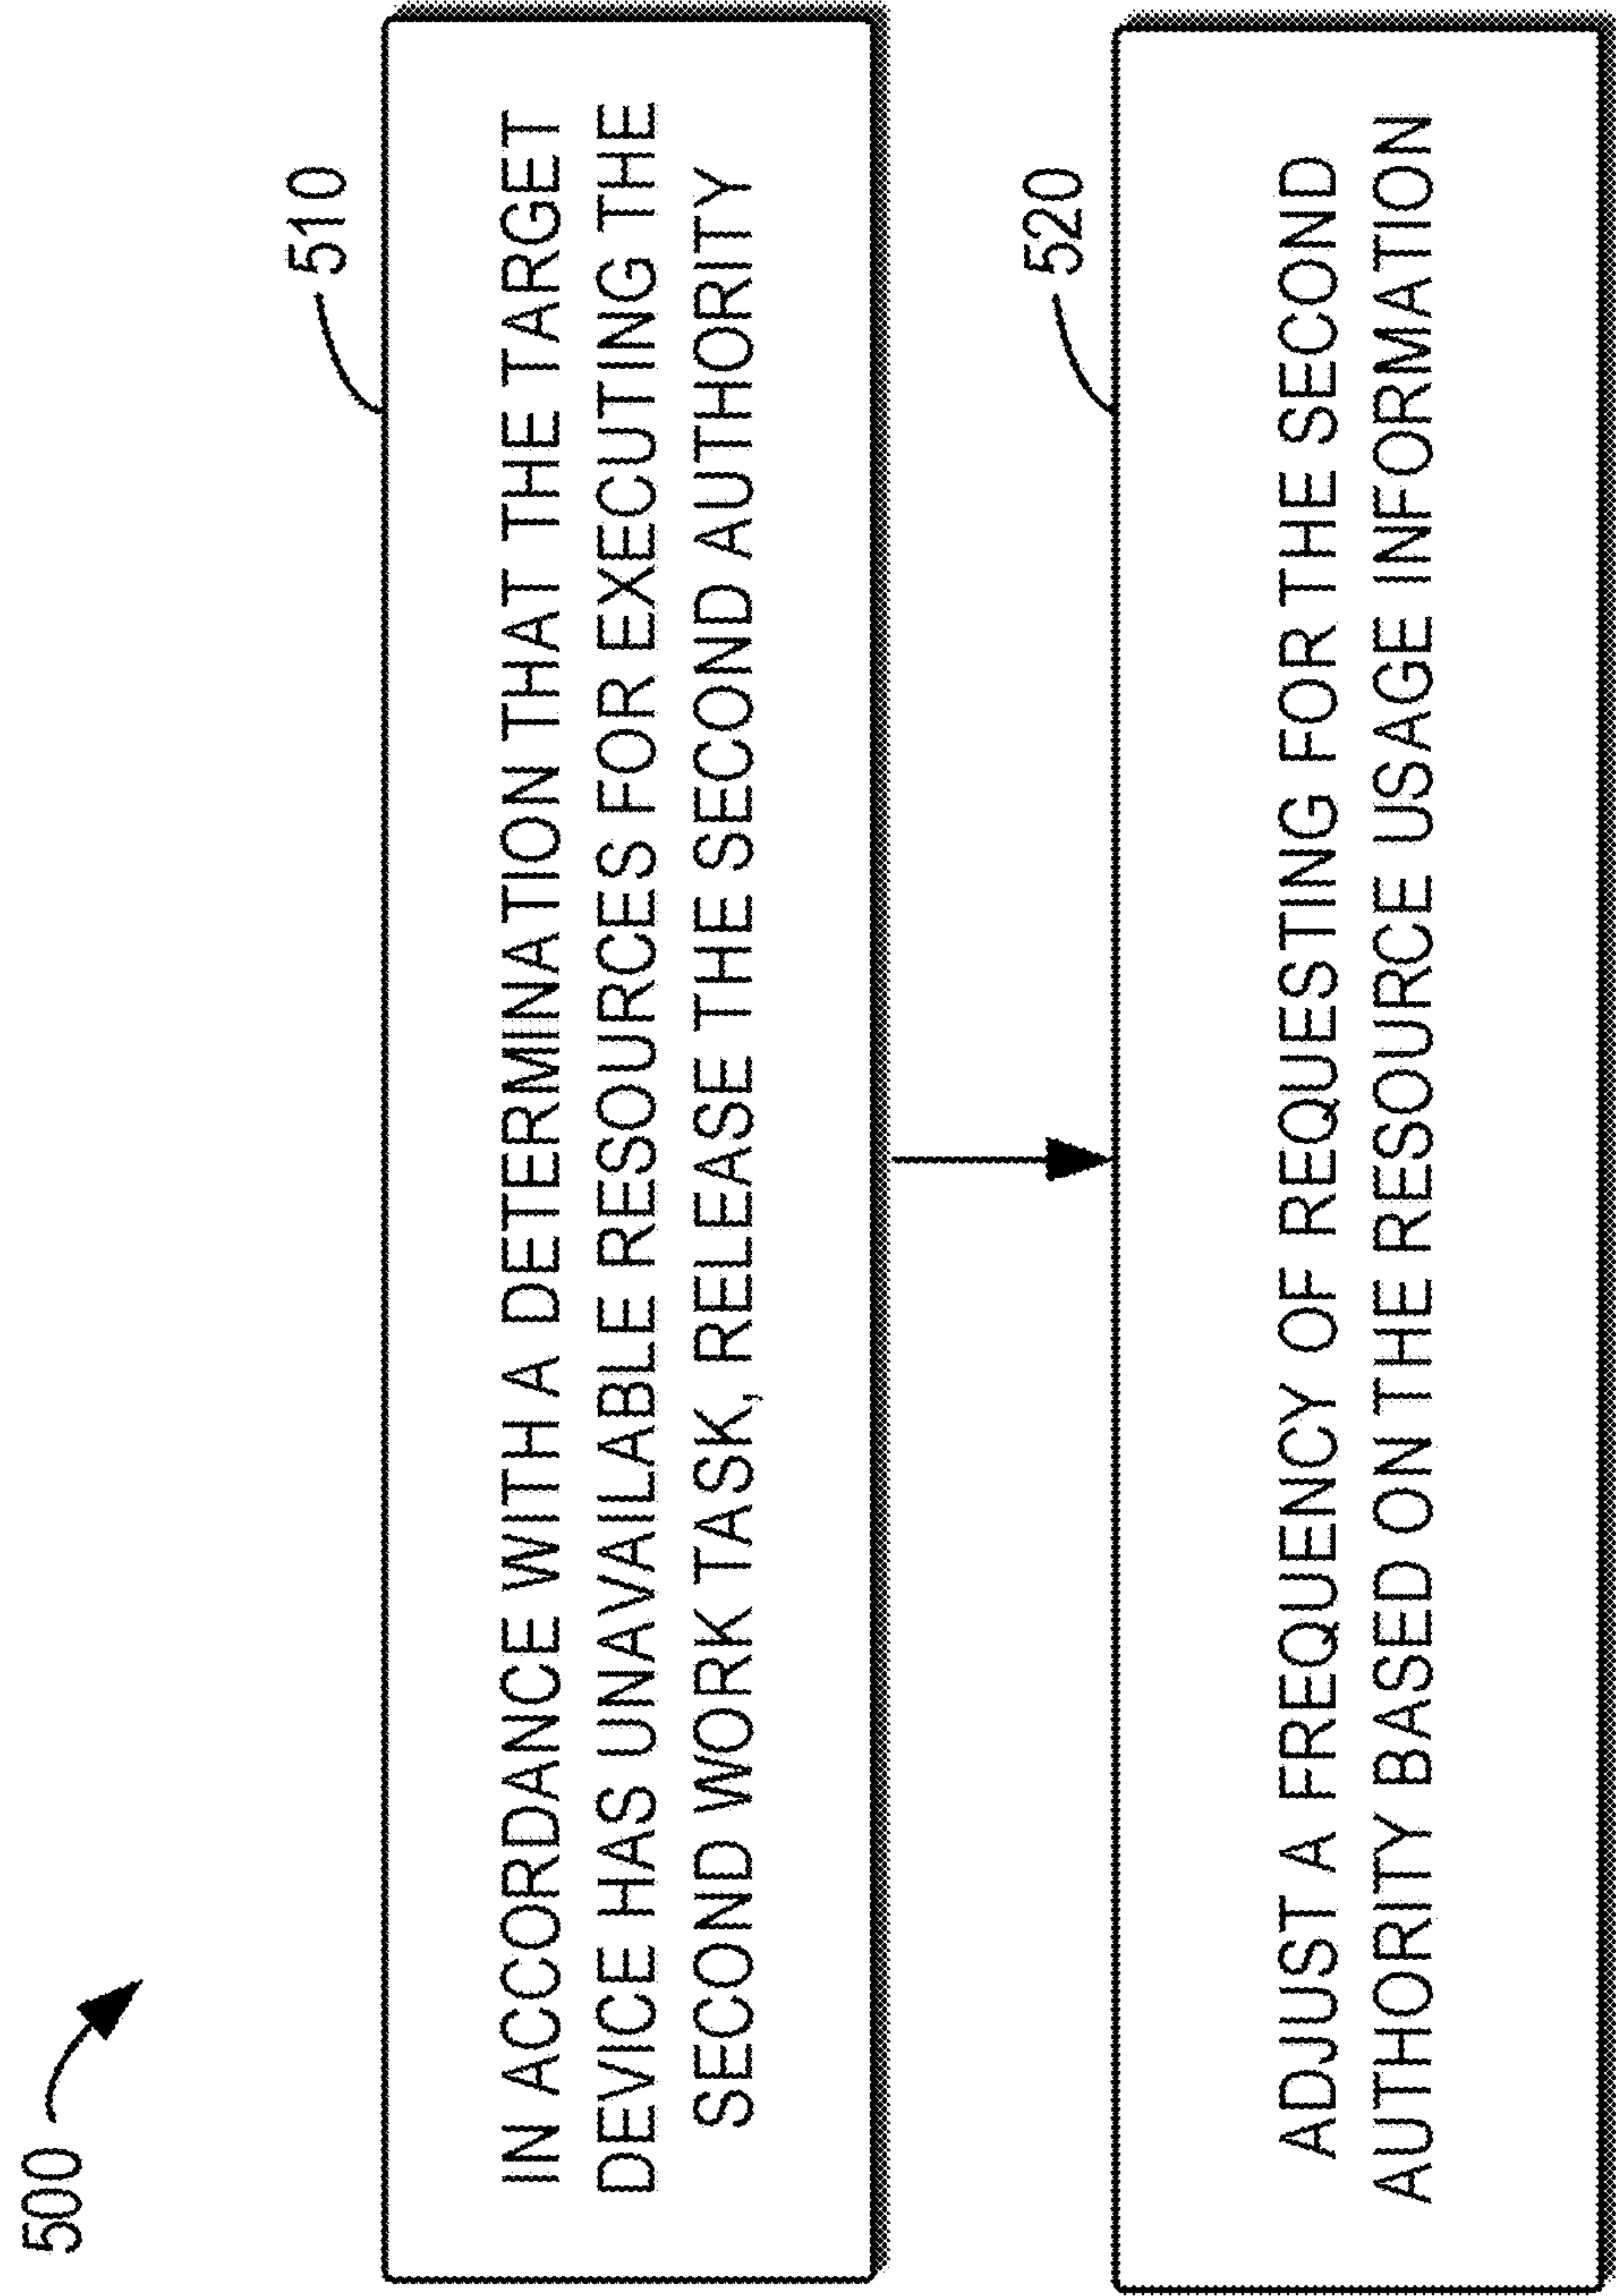 500
510
IN ACCORDANCE WITH A DETERMINATION THAT THE TARGET
DEVICE HAS UNAVAILABLE RESOURCES FOR EXECUTING THE
SECOND WORK TASK, RELEASE THE SECOND AUTHORITY
520
ADJUST A FREQUENCY OF REQUESTING FOR THE SECOND
AUTHORITY BASED ON THE RESOURCE USAGE INFORMATION